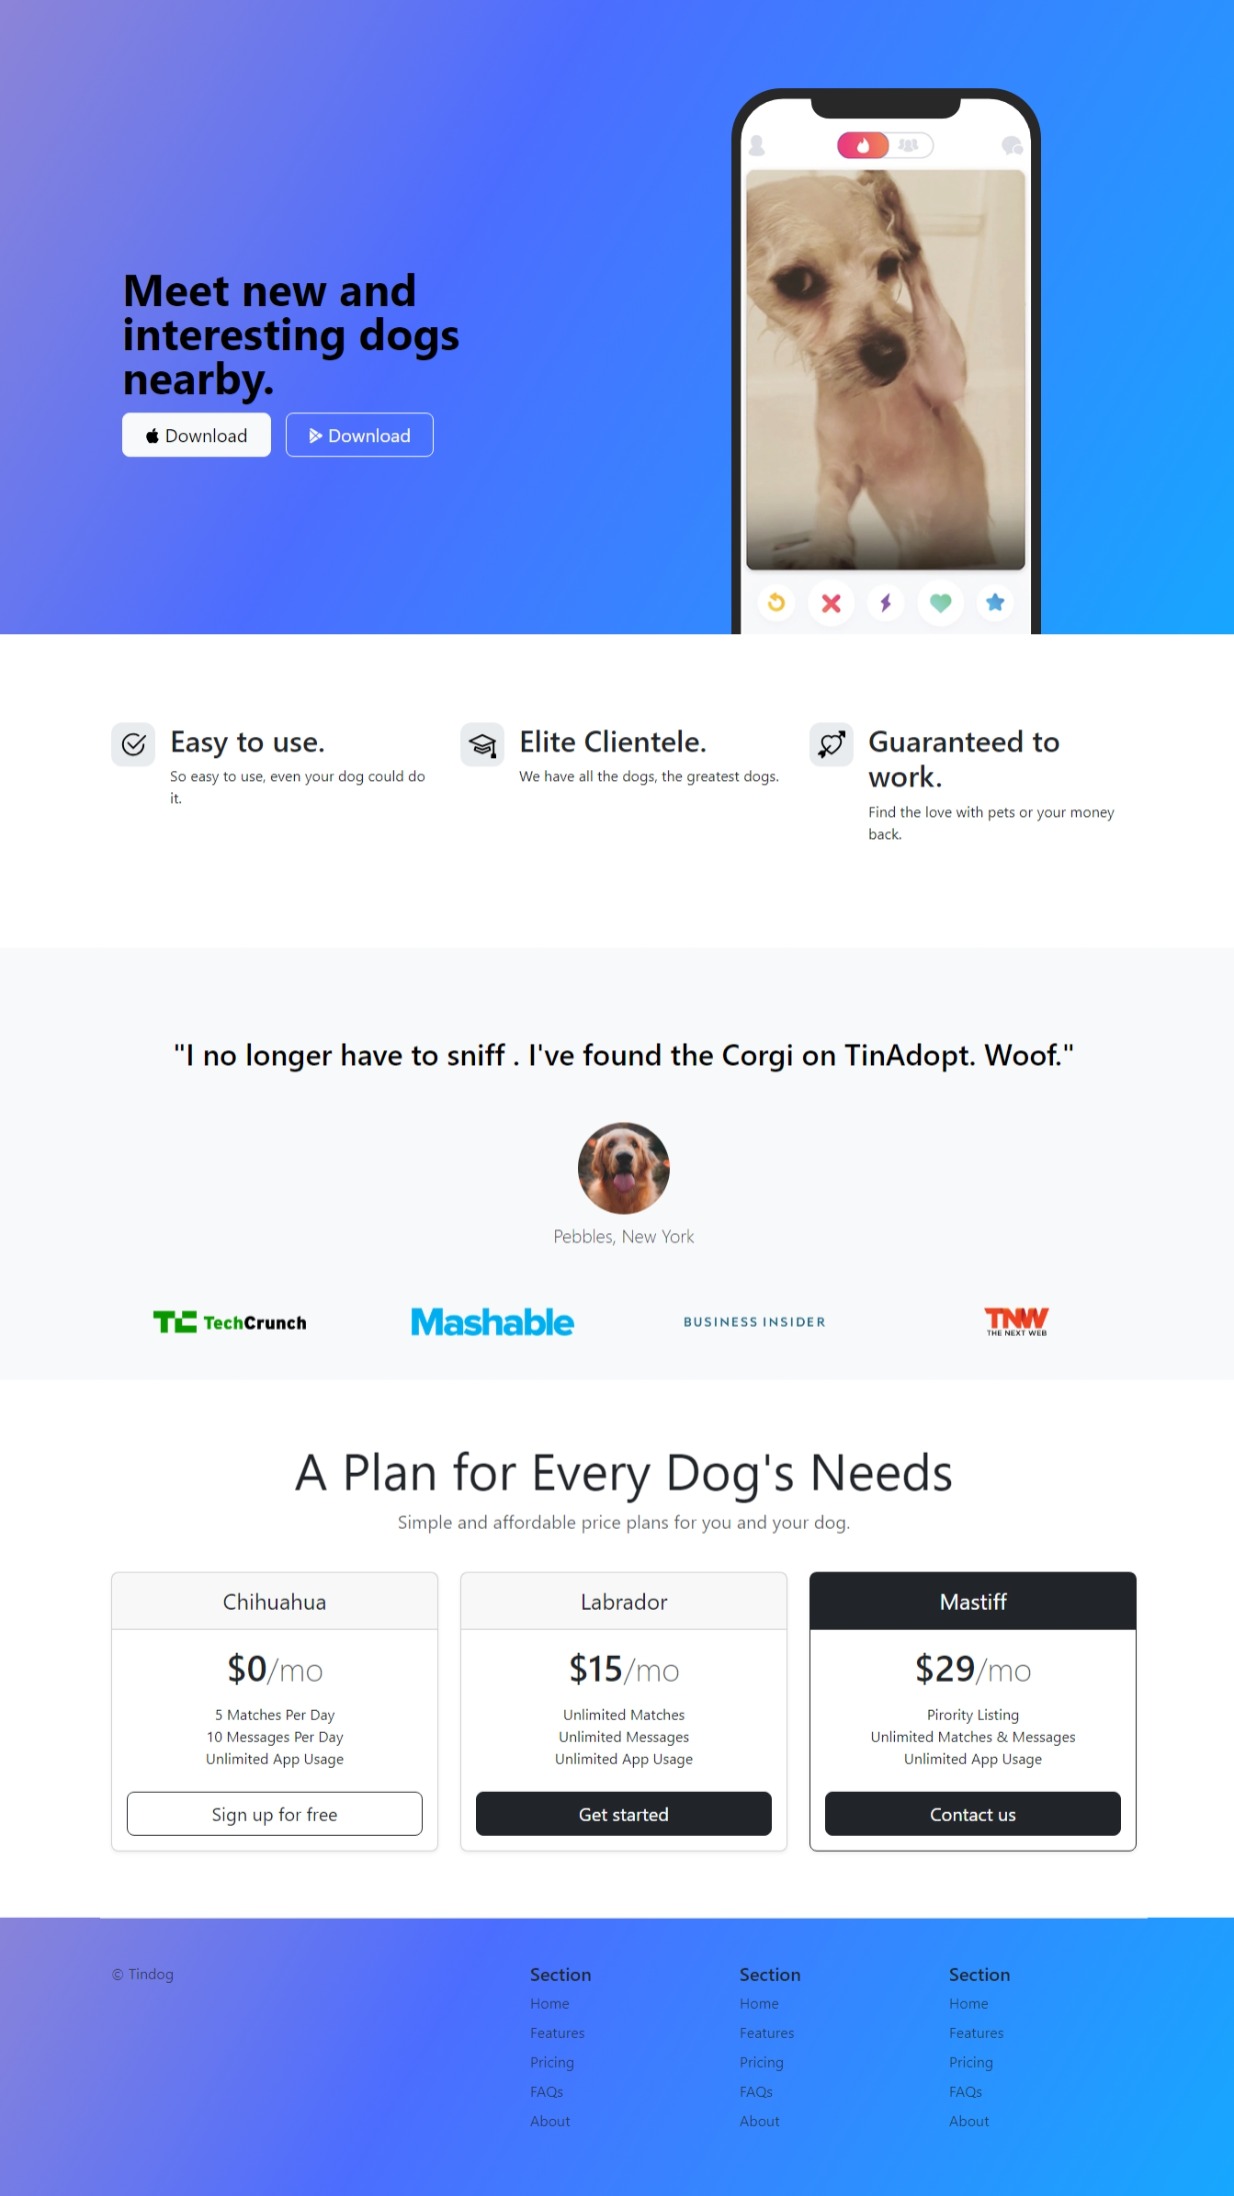 Meet new and
interesting dogs
nearby.
Download
Download
Easy to use.
So easy to use, even your dog could do
it.
Elite Clientele.
We have all the dogs, the greatest dogs.
Guaranteed to
work.
Find the love with pets or your money
back.
"I no longer have to sniff . I've found the Corgi on TinAdopt. Woof."
Pebbles, New York
TC TechCrunch
Mashable
BUSINESS INSIDER
TNW
THE NEXT WEB
A Plan for Every Dog's Needs
Simple and affordable price plans for you and your dog.
Chihuahua
$0/mo
5 Matches Per Day
10 Messages Per Day
Unlimited App Usage
Sign up for free
Labrador
$15/mo
Unlimited Matches
Unlimited Messages
Unlimited App Usage
Get started
Mastiff
$29/mo
Pirority Listing
Unlimited Matches & Messages
Unlimited App Usage
Contact us
© Tindog
Section
Home
Features
Pricing
FAQs
About
Section
Home
Features
Pricing
FAQs
About
Section
Home
Features
Pricing
FAQs
About